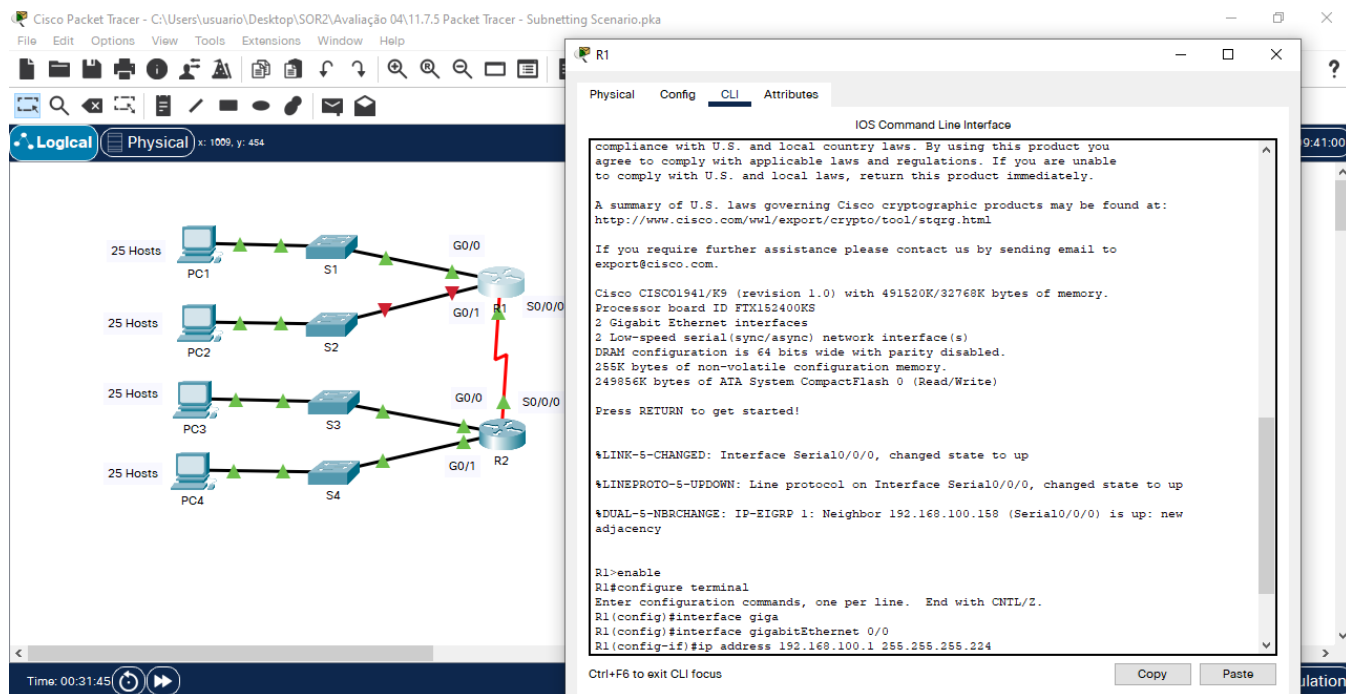 Cisco Packet Tracer - C:\Users\usuario\Desktop\SOR2\Avaliação 04\11.7.5 Packet Tracer - Subnetting Scenario.pka
File Edit Options View Tools Extensions Window Help
Logical
Physical
x: 1009, y: 454
9:41:00
25 Hosts
PC1
S1
G0/0
R1
S0/0/0
25 Hosts
PC2
S2
G0/1
25 Hosts
PC3
S3
G0/0
S0/0/0
25 Hosts
PC4
S4
G0/1
R2
Time: 00:31:45
ulation
R1
Physical Config CLI Attributes
IOS Command Line Interface
compliance with U.S. and local country laws. By using this product you
agree to comply with applicable laws and regulations. If you are unable
to comply with U.S. and local laws, return this product immediately.
A summary of U.S. laws governing Cisco cryptographic products may be found at:
http://www.cisco.com/wwl/export/crypto/tool/stqrg.html
If you require further assistance please contact us by sending email to
export@cisco.com.
Cisco CISCO1941/K9 (revision 1.0) with 491520K/32768K bytes of memory.
Processor board ID FTX152400KS
2 Gigabit Ethernet interfaces
2 Low-speed serial(sync/async) network interface(s)
DRAM configuration is 64 bits wide with parity disabled.
255K bytes of non-volatile configuration memory.
249856K bytes of ATA System CompactFlash 0 (Read/Write)
Press RETURN to get started!
%LINK-5-CHANGED: Interface Serial0/0/0, changed state to up
%LINEPROTO-5-UPDOWN: Line protocol on Interface Serial0/0/0, changed state to up
%DUAL-5-NBRCHANGE: IP-EIGRP 1: Neighbor 192.168.100.158 (Serial0/0/0) is up: new
adjacency
R1>enable
R1#configure terminal
Enter configuration commands, one per line. End with CNTL/Z.
R1(config)#interface giga
R1(config)#interface gigabitEthernet 0/0
R1(config-if)#ip address 192.168.100.1 255.255.255.224
Ctrl+F6 to exit CLI focus
Copy
Paste